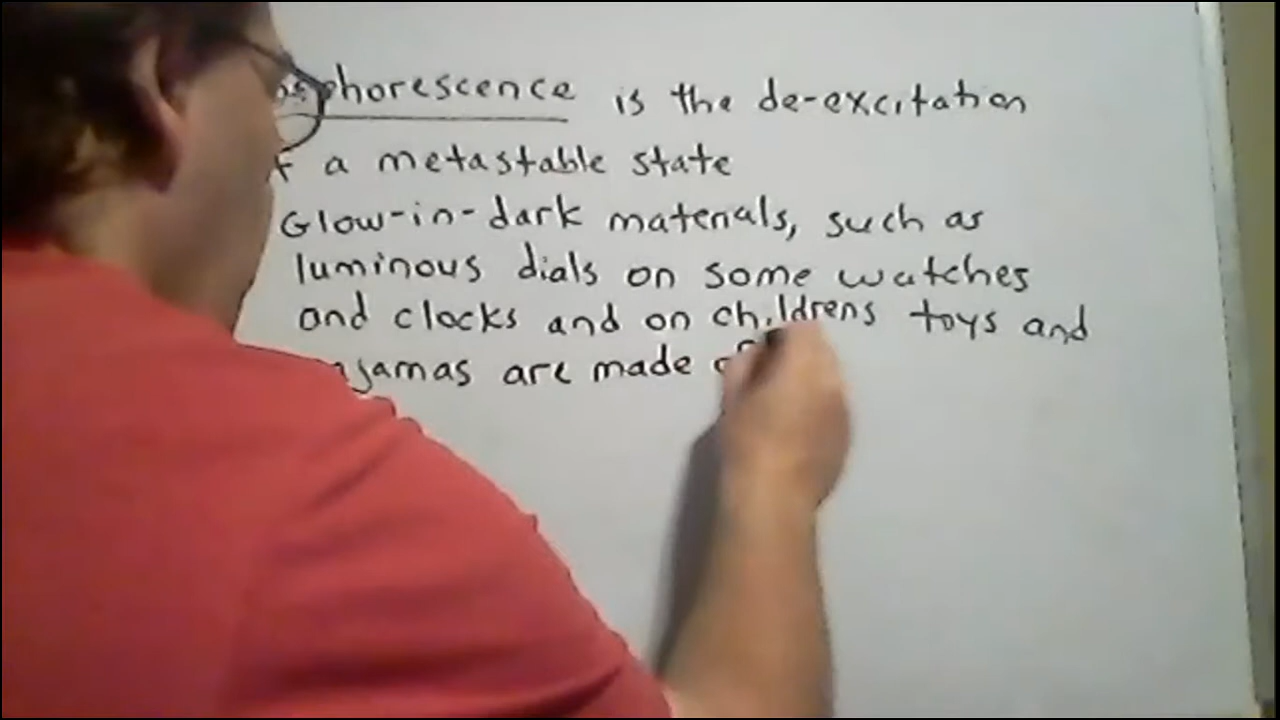 phorescence is the de-excitation
a metastable state
Glow-in-dark materials, such as
luminous dials on some watches
and clocks and on childrens toys and
jamas are made